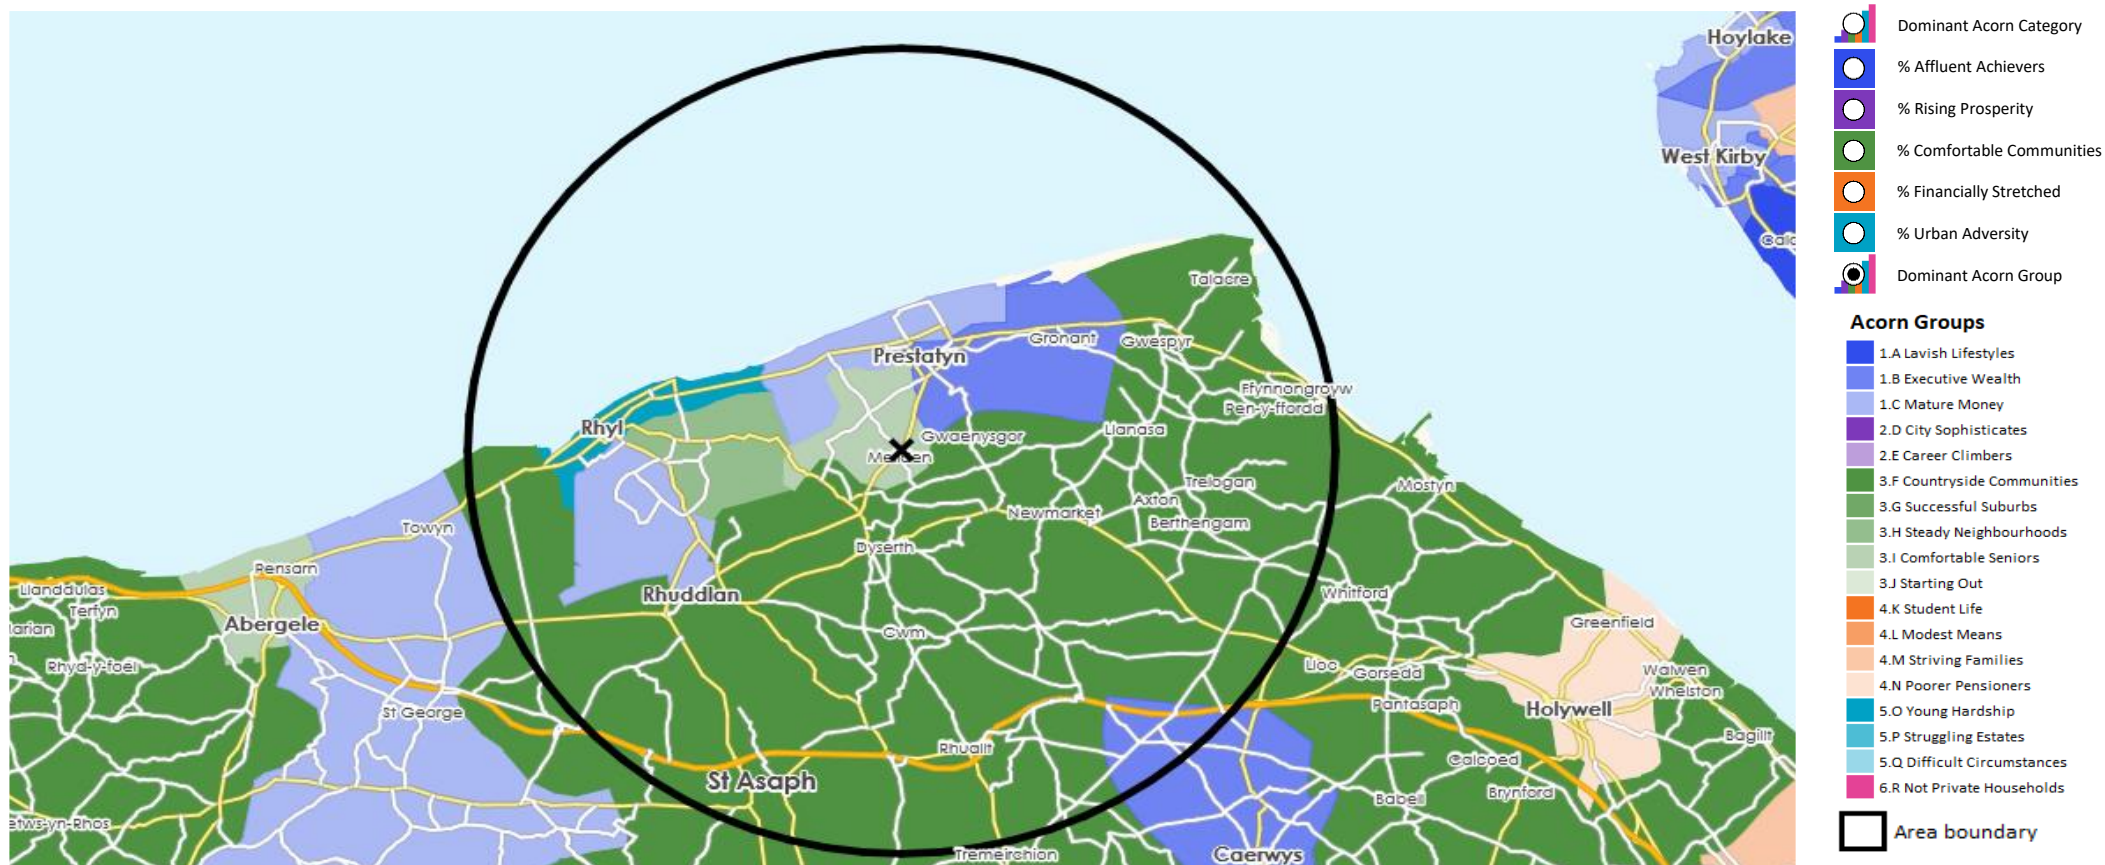 Hoylake
West Kirby
Talacre
Gronant
Gwespyr
Prestatyn
Ffynnongroyw
Pen-y-ffordd
Rhyl
Gwaenysgor
Llanasa
Meliden
Trelogan
Mostyn
Axton
Newmarket
Berthengam
Towyn
Dyserth
Pensarn
Llanddulas
Terfyn
Rhuddlan
Whitford
Abergele
Greenfield
Cwm
Rhyd-y-foel
Lloc
Gorsedd
Walwen
Whelston
St George
Pantasaph
Holywell
Bagillt
Rhuallt
Calcoed
St Asaph
Brynford
Babell
etws-yn-Rhos
Tremeirchion
Caerwys
Dominant Acorn Category
% Affluent Achievers
% Rising Prosperity
% Comfortable Communities
% Financially Stretched
% Urban Adversity
Dominant Acorn Group
Acorn Groups
1.A Lavish Lifestyles
1.B Executive Wealth
1.C Mature Money
2.D City Sophisticates
2.E Career Climbers
3.F Countryside Communities
3.G Successful Suburbs
3.H Steady Neighbourhoods
3.I Comfortable Seniors
3.J Starting Out
4.K Student Life
4.L Modest Means
4.M Striving Families
4.N Poorer Pensioners
5.O Young Hardship
5.P Struggling Estates
5.Q Difficult Circumstances
6.R Not Private Households
Area boundary